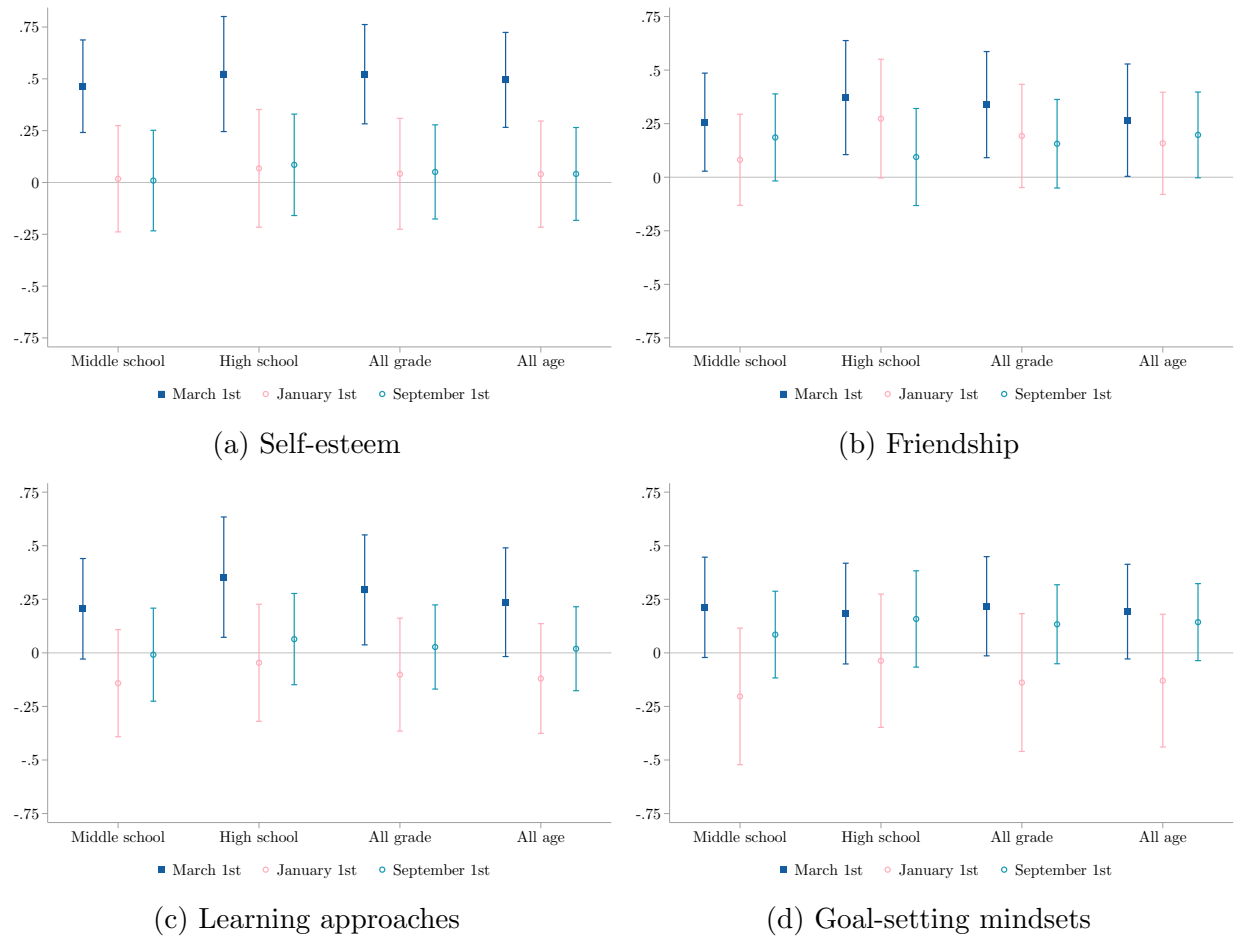 .75
.5
.25
0
-.25
-.5
-.75
Middle school High school All grade All age
March 1st January 1st September 1st
(a) Self-esteem
.75
.5
.25
0
-.25
-.5
-.75
Middle school High school All grade All age
March 1st January 1st September 1st
(b) Friendship
.75
.5
.25
0
-.25
-.5
-.75
Middle school High school All grade All age
March 1st January 1st September 1st
(c) Learning approaches
.75
.5
.25
0
-.25
-.5
-.75
Middle school High school All grade All age
March 1st January 1st September 1st
(d) Goal-setting mindsets